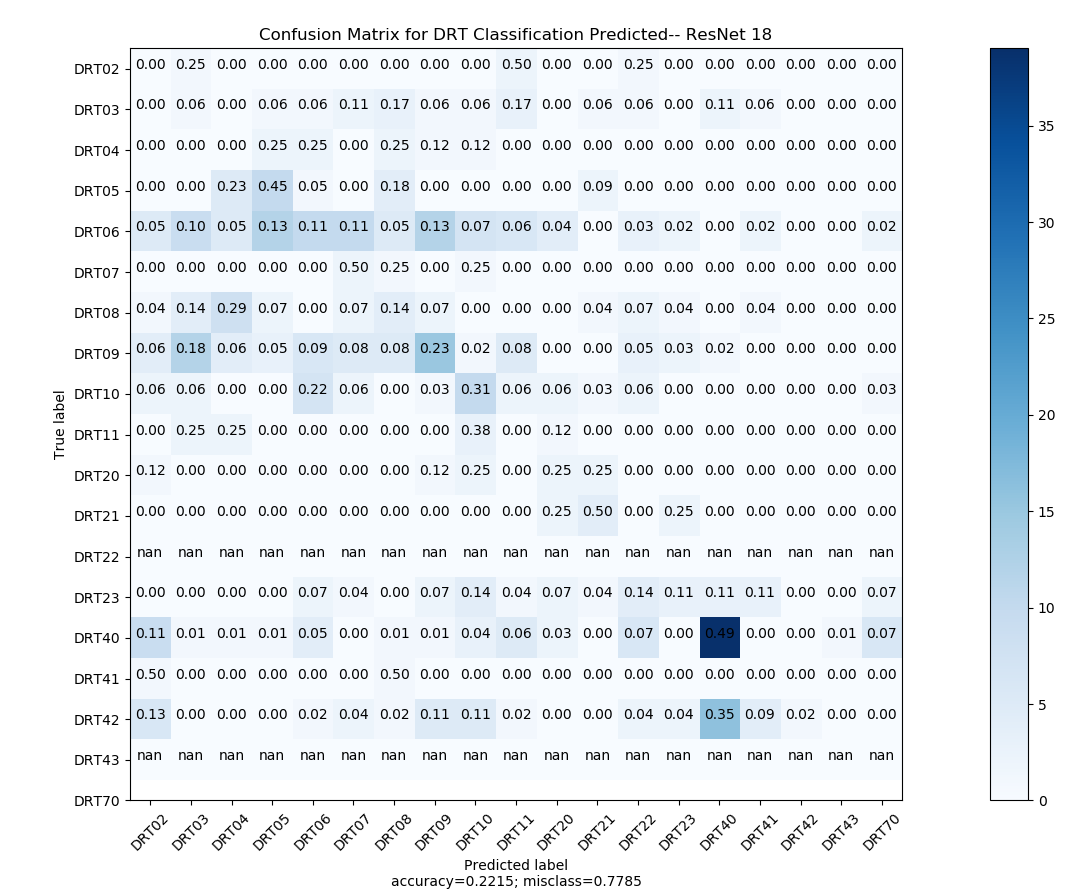 Confusion Matrix for DRT Classification Predicted-- ResNet 18
DRT02 0.00 0.25 0.00 0.00 0.00 0.00 0.00 0.00 0.00 0.50 0.00 0.00 0.25 0.00 0.00 0.00 0.00 0.00 0.00
DRT03 0.00 0.06 0.00 0.06 0.06 0.11 0.17 0.06 0.06 0.17 0.00 0.06 0.06 0.00 0.11 0.06 0.00 0.00 0.00
DRT04 0.00 0.00 0.00 0.25 0.25 0.00 0.25 0.12 0.12 0.00 0.00 0.00 0.00 0.00 0.00 0.00 0.00 0.00 0.00
DRT05 0.00 0.00 0.23 0.45 0.05 0.00 0.18 0.00 0.00 0.00 0.00 0.09 0.00 0.00 0.00 0.00 0.00 0.00 0.00
DRT06 0.05 0.10 0.05 0.13 0.11 0.11 0.05 0.13 0.07 0.06 0.04 0.00 0.03 0.02 0.00 0.02 0.00 0.00 0.02
DRT07 0.00 0.00 0.00 0.00 0.00 0.50 0.25 0.00 0.25 0.00 0.00 0.00 0.00 0.00 0.00 0.00 0.00 0.00 0.00
DRT08 0.04 0.14 0.29 0.07 0.00 0.07 0.14 0.07 0.00 0.00 0.00 0.04 0.07 0.04 0.00 0.04 0.00 0.00 0.00
DRT09 0.06 0.18 0.06 0.05 0.09 0.08 0.08 0.23 0.02 0.08 0.00 0.00 0.05 0.03 0.02 0.00 0.00 0.00 0.00
DRT10 0.06 0.06 0.00 0.00 0.22 0.06 0.00 0.03 0.31 0.06 0.06 0.03 0.06 0.00 0.00 0.00 0.00 0.00 0.03
DRT11 0.00 0.25 0.25 0.00 0.00 0.00 0.00 0.00 0.38 0.00 0.12 0.00 0.00 0.00 0.00 0.00 0.00 0.00 0.00
DRT20 0.12 0.00 0.00 0.00 0.00 0.00 0.00 0.12 0.25 0.00 0.25 0.25 0.00 0.00 0.00 0.00 0.00 0.00 0.00
DRT21 0.00 0.00 0.00 0.00 0.00 0.00 0.00 0.00 0.00 0.00 0.25 0.50 0.00 0.25 0.00 0.00 0.00 0.00 0.00
DRT22 nan nan nan nan nan nan nan nan nan nan nan nan nan nan nan nan nan nan nan
DRT23 0.00 0.00 0.00 0.00 0.07 0.04 0.00 0.07 0.14 0.04 0.07 0.04 0.14 0.11 0.11 0.11 0.00 0.00 0.07
DRT40 0.11 0.01 0.01 0.01 0.05 0.00 0.01 0.01 0.04 0.06 0.03 0.00 0.07 0.00 0.49 0.00 0.00 0.01 0.07
DRT41 0.50 0.00 0.00 0.00 0.00 0.00 0.50 0.00 0.00 0.00 0.00 0.00 0.00 0.00 0.00 0.00 0.00 0.00 0.00
DRT42 0.13 0.00 0.00 0.00 0.02 0.04 0.02 0.11 0.11 0.02 0.00 0.00 0.04 0.04 0.35 0.09 0.02 0.00 0.00
DRT43 nan nan nan nan nan nan nan nan nan nan nan nan nan nan nan nan nan nan nan
DRT70
True label
DRT02 DRT03 DRT04 DRT05 DRT06 DRT07 DRT08 DRT09 DRT10 DRT11 DRT20 DRT21 DRT22 DRT23 DRT40 DRT41 DRT42 DRT43 DRT70
Predicted label
accuracy=0.2215; misclass=0.7785
35
30
25
20
15
10
5
0